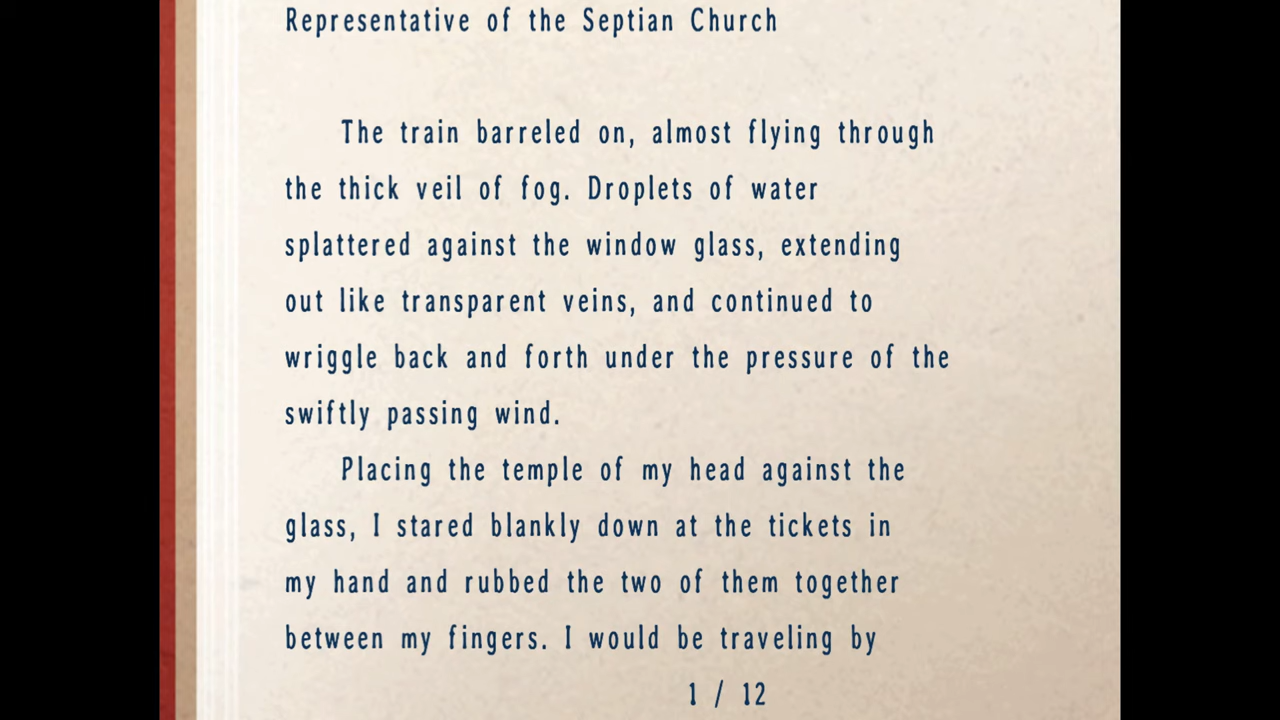 Representative of the Septian Church
The train barreled on, almost flying through
the thick veil of fog. Droplets of water
splattered against the window glass, extending
out like transparent veins, and continued to
wriggle back and forth under the pressure of the
swiftly passing wind.
Placing the temple of my head against the
glass, I stared blankly down at the tickets in
my hand and rubbed the two of them together
between my fingers. I would be traveling by
1 / 12